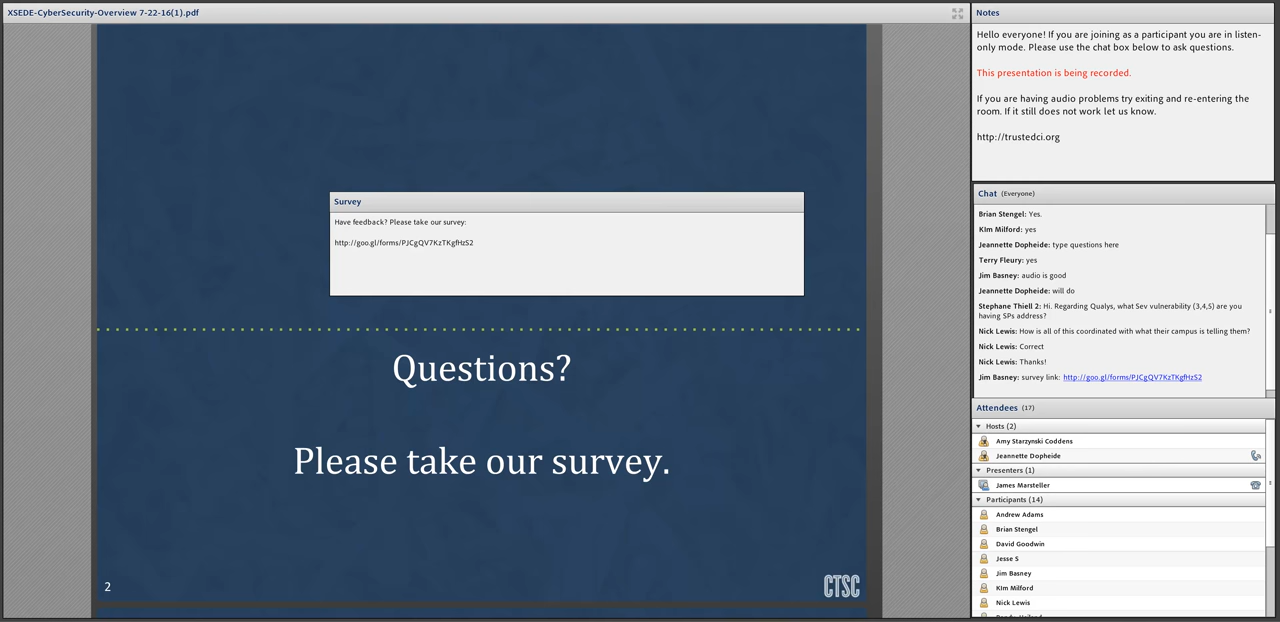 XSEDE-CyberSecurity-Overview 7-22-16(1).pdf
Survey
Have feedback? Please take our survey:
http://goo.gl/forms/PJCgQV7KzTKgfHzS2
Questions?
Please take our survey.
2
CTSC
Notes
Hello everyone! If you are joining as a participant you are in listen-
only mode. Please use the chat box below to ask questions.
This presentation is being recorded.
If you are having audio problems try exiting and re-entering the
room. If it still does not work let us know.
http://trustedci.org
Chat (Everyone)
Brian Stengel: Yes.
KIm Milford: yes
Jeannette Dopheide: type questions here
Terry Fleury: yes
Jim Basney: audio is good
Jeannette Dopheide: will do
Stephane Thiell 2: Hi. Regarding Qualys, what Sev vulnerability (3,4,5) are you
having SPs address?
Nick Lewis: How is all of this coordinated with what their campus is telling them?
Nick Lewis: Correct
Nick Lewis: Thanks!
Jim Basney: survey link: http://goo.gl/forms/PJCgQV7KzTKgfHzS2
Attendees (17)
Hosts (2)
Amy Starzynski Coddens
Jeannette Dopheide
Presenters (1)
James Marsteller
Participants (14)
Andrew Adams
Brian Stengel
David Goodwin
Jesse S
Jim Basney
KIm Milford
Nick Lewis